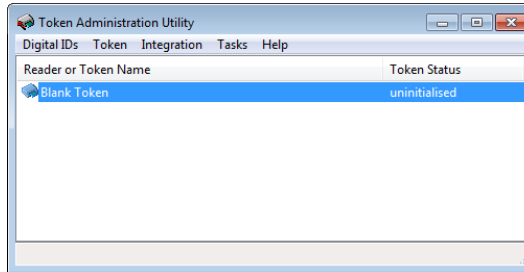 Token Administration Utility
Digital IDs Token Integration Tasks Help
Reader or Token Name Token Status
Blank Token uninitialised